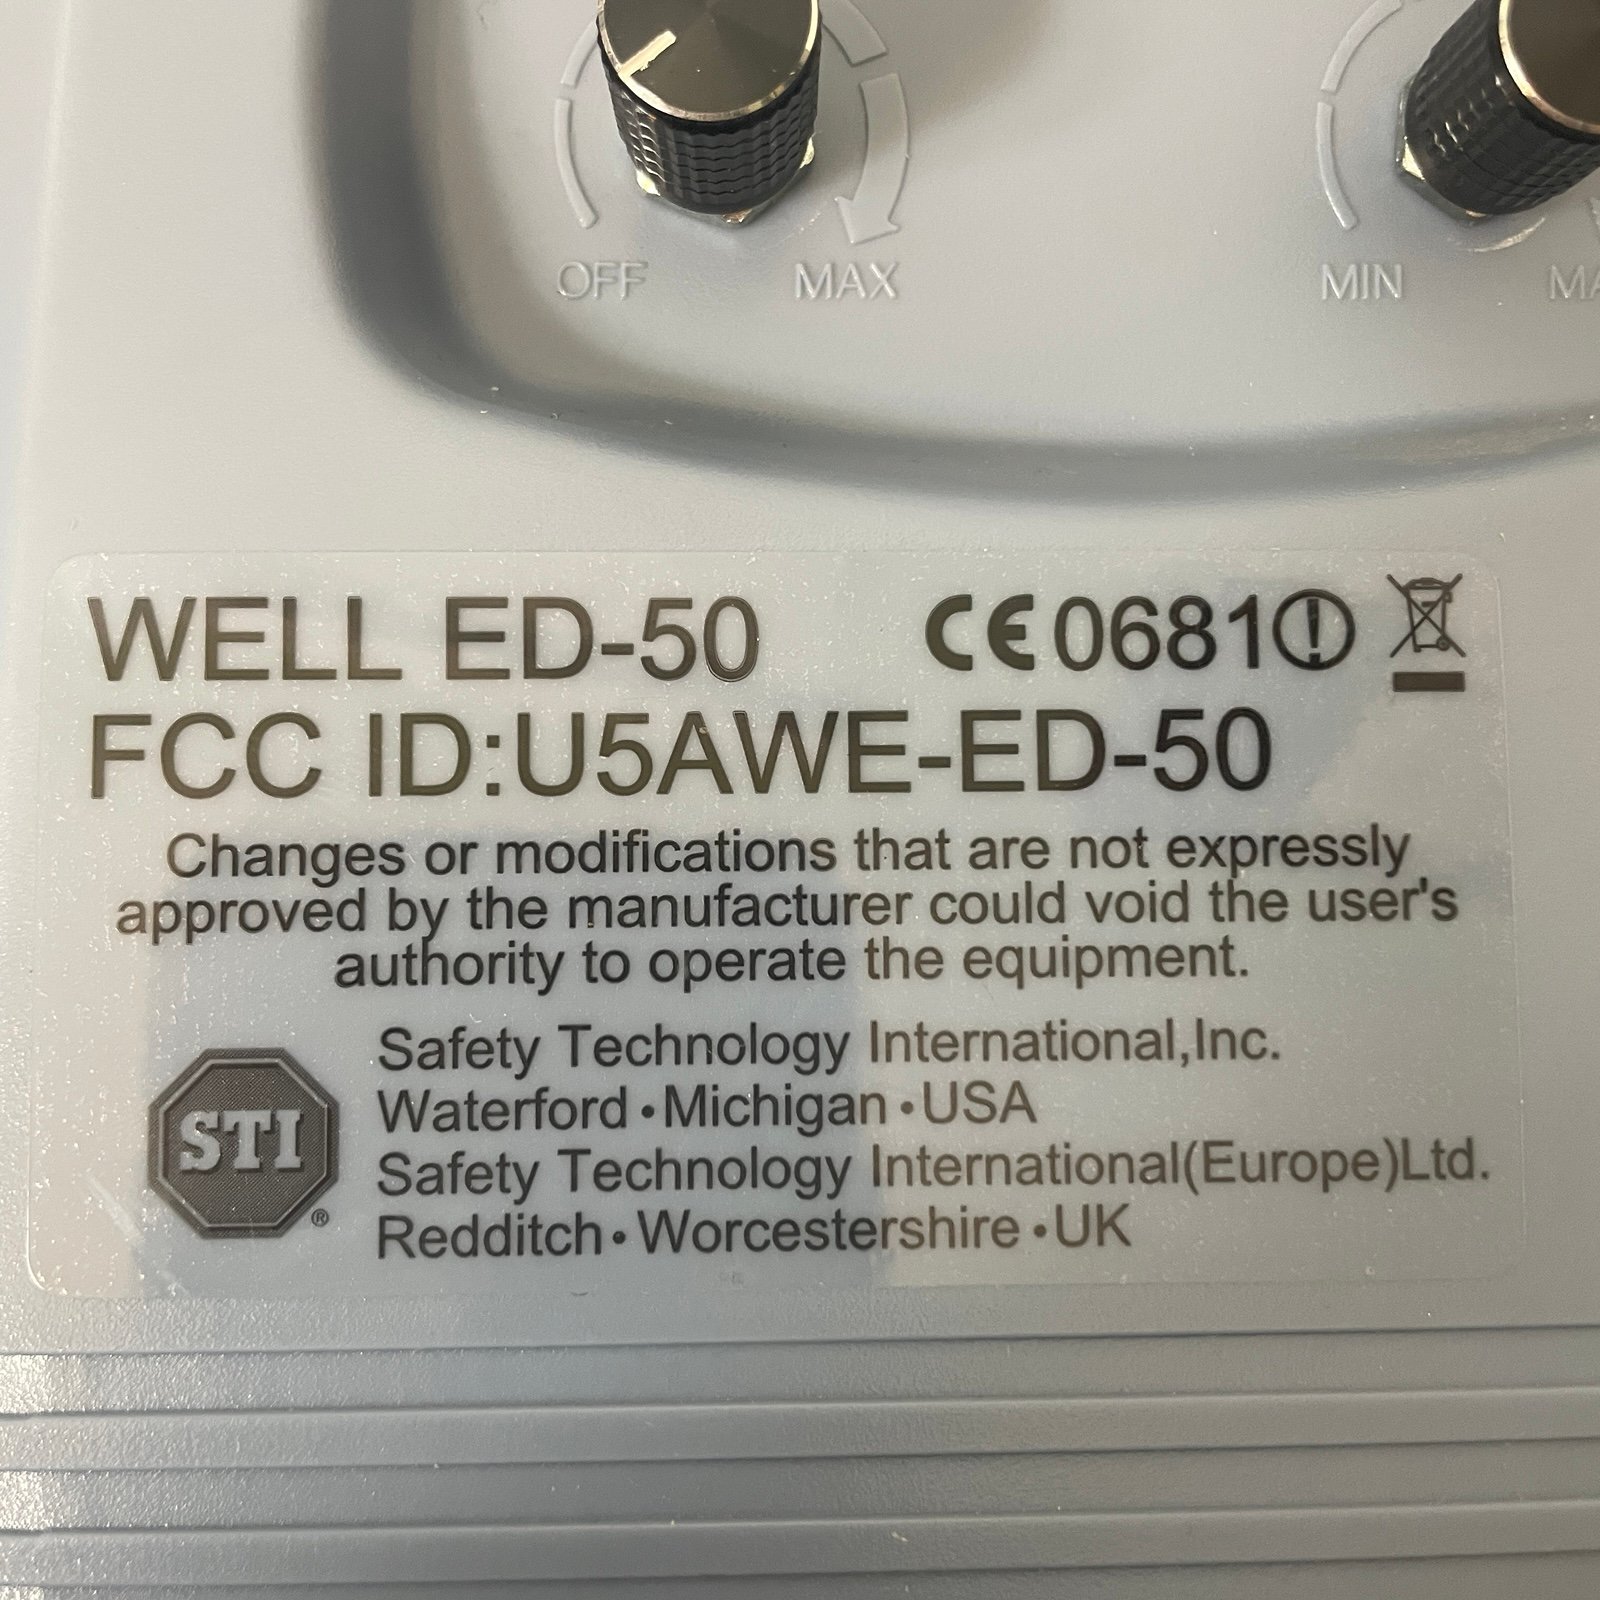 OFF MAX MIN
WELL ED-50 CE0681
FCC ID:U5AWE-ED-50
Changes or modifications that are not expressly
approved by the manufacturer could void the user's
authority to operate the equipment.
STI®
Safety Technology International,Inc.
Waterford•Michigan•USA
Safety Technology International(Europe)Ltd.
Redditch•Worcestershire•UK